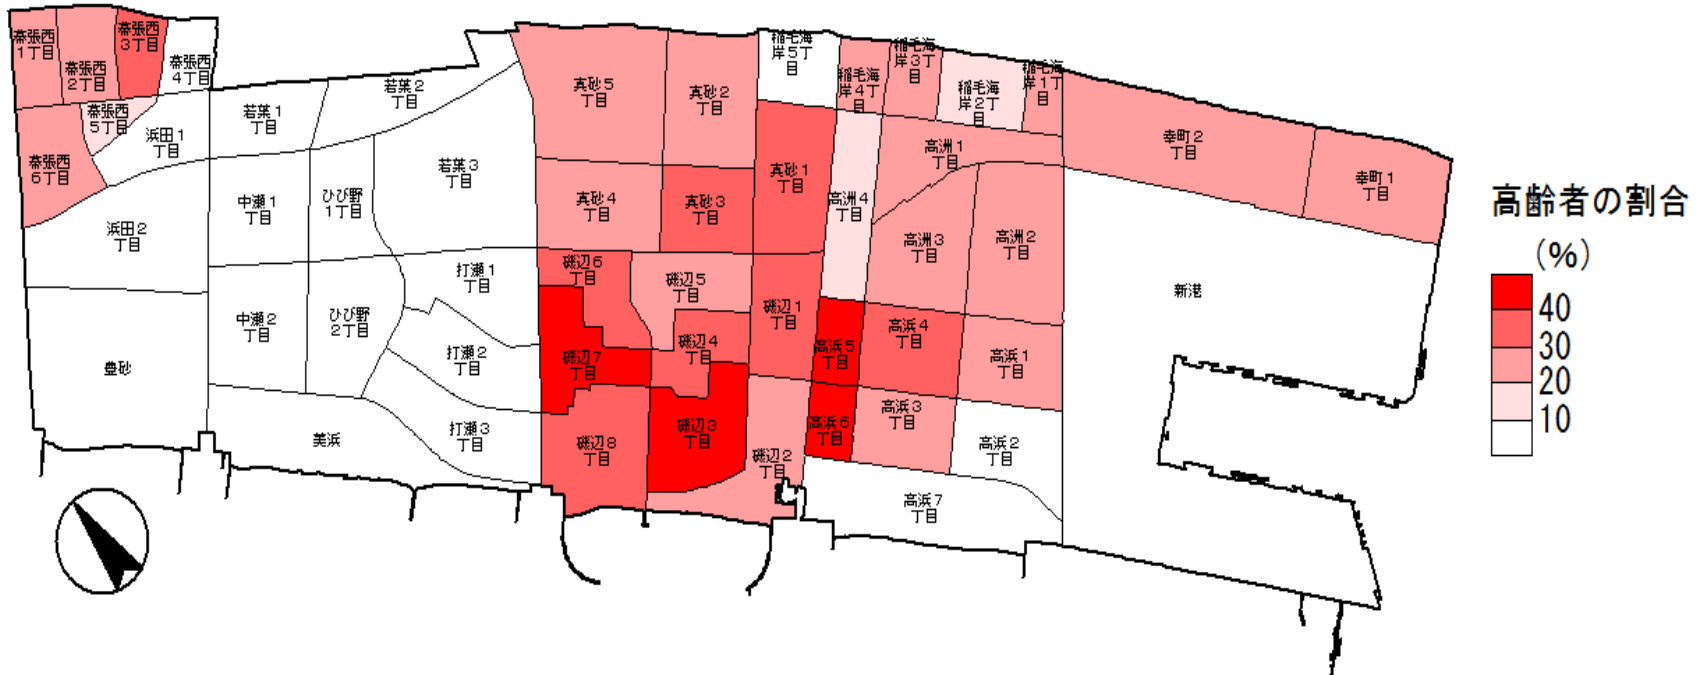 幕張西
1丁目
幕張西
2丁目
幕張西
3丁目
幕張西
4丁目
幕張西
5丁目
幕張西
6丁目
浜田1
丁目
浜田2
丁目
豊砂
若葉1
丁目
若葉2
丁目
若葉3
丁目
中瀬1
丁目
ひび野
1丁目
中瀬2
丁目
ひび野
2丁目
打瀬1
丁目
打瀬2
丁目
打瀬3
丁目
美浜
真砂5
丁目
真砂2
丁目
真砂4
丁目
真砂3
丁目
真砂1
丁目
磯辺6
丁目
磯辺5
丁目
磯辺7
丁目
磯辺4
丁目
磯辺1
丁目
磯辺8
丁目
磯辺3
丁目
磯辺2
丁目
稲毛海
岸5丁
目
稲毛海
岸4丁
目
稲毛海
岸3丁
目
稲毛海
岸2丁
目
稲毛海
岸1丁
目
高洲1
丁目
高洲4
丁目
高洲3
丁目
高洲2
丁目
高浜5
丁目
高浜4
丁目
高浜1
丁目
高浜6
丁目
高浜3
丁目
高浜2
丁目
高浜7
丁目
幸町2
丁目
幸町1
丁目
新港
高齢者の割合
(%)
40
30
20
10